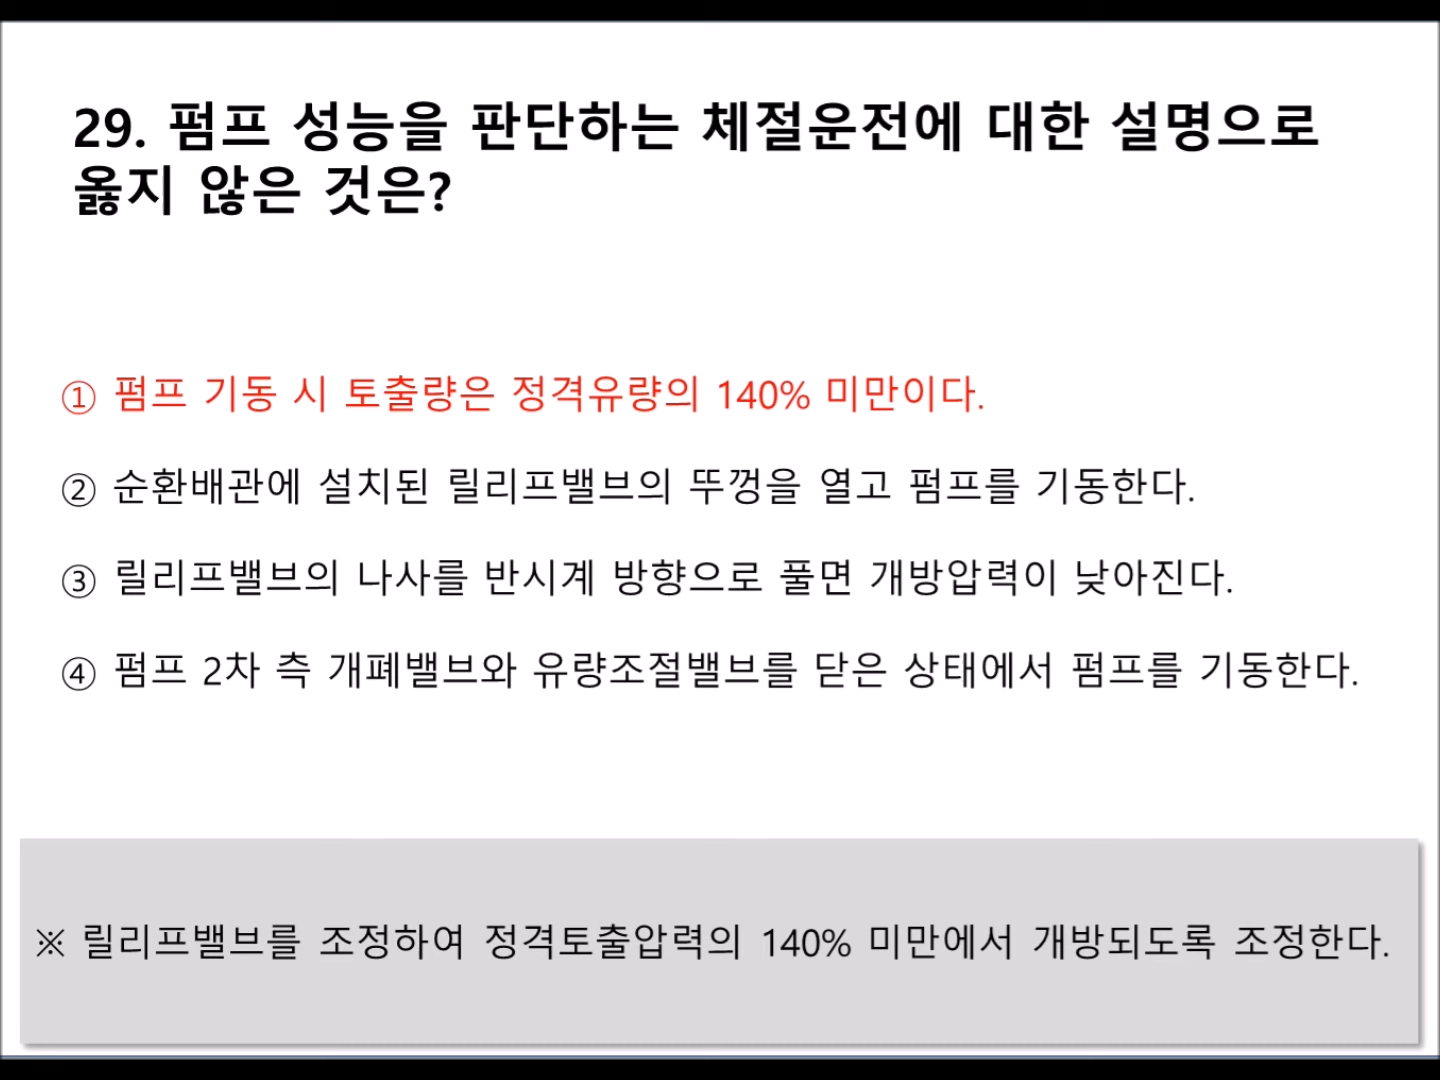 29. 펌프 성능을 판단하는 체절운전에 대한 설명으로
옳지 않은 것은?
① 펌프 기동 시 토출량은 정격유량의 140% 미만이다.
② 순환배관에 설치된 릴리프밸브의 뚜껑을 열고 펌프를 기동한다.
③ 릴리프밸브의 나사를 반시계 방향으로 풀면 개방압력이 낮아진다.
④ 펌프 2차 측 개폐밸브와 유량조절밸브를 닫은 상태에서 펌프를 기동한다.
※ 릴리프밸브를 조정하여 정격토출압력의 140% 미만에서 개방되도록 조정한다.